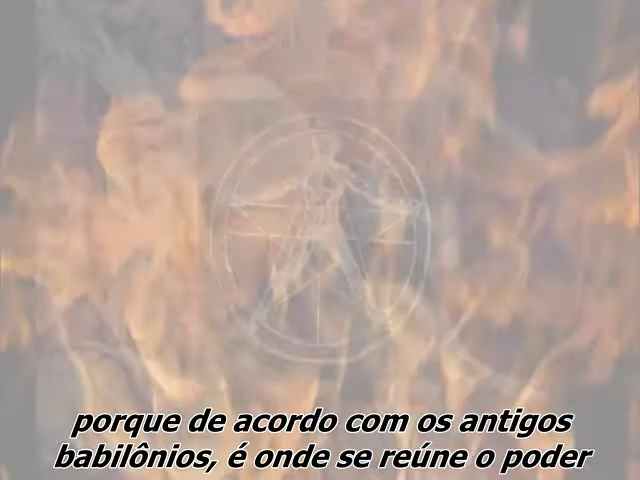 porque de acordo com os antigos
babilônios, é onde se reúne o poder